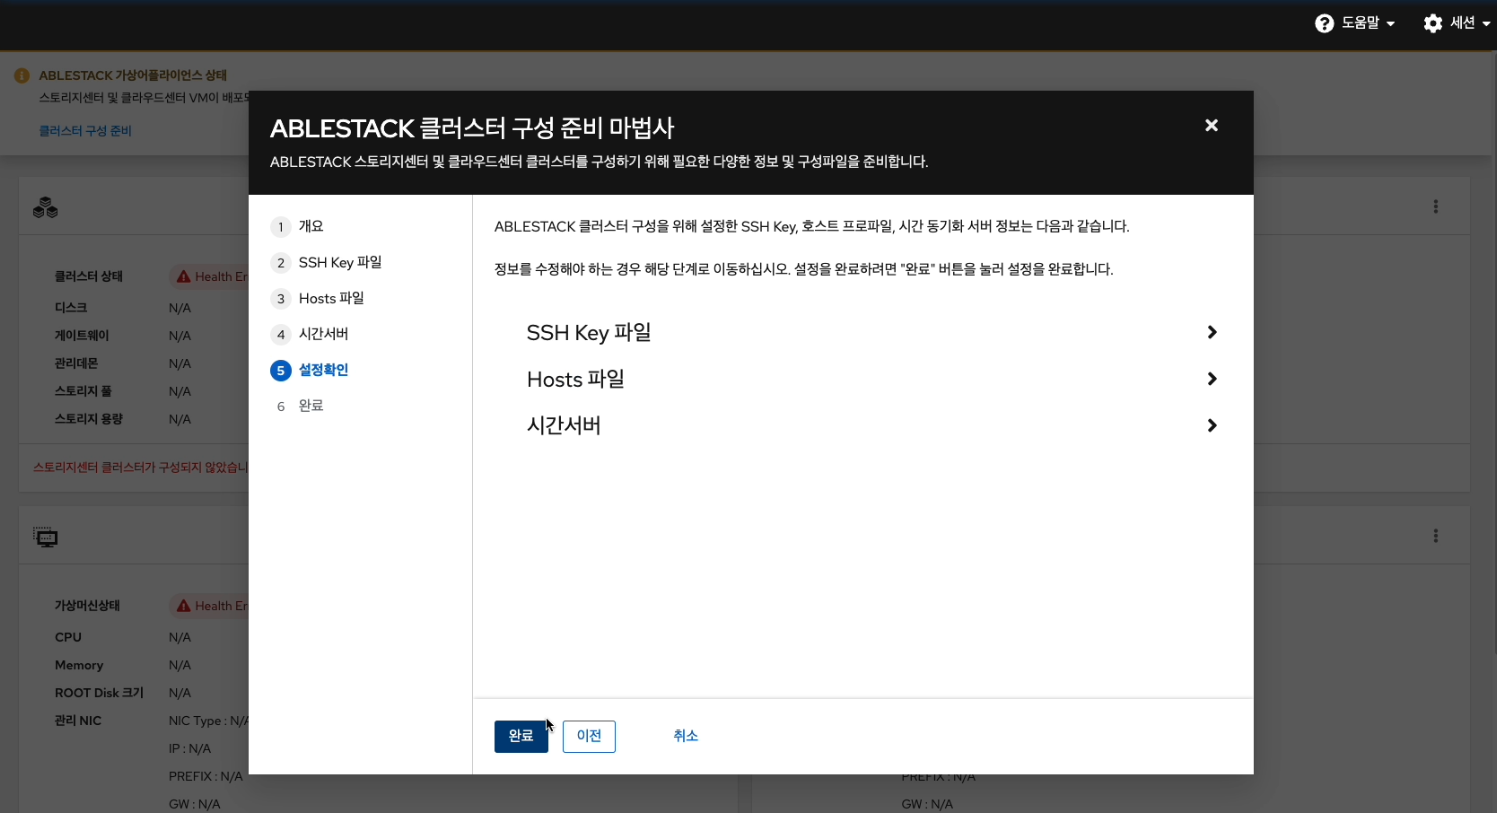 도움말
세션
ABLESTACK 가상어플라이언스 상태
스토리지센터 및 클라우드센터 VM이 배포되
클러스터 구성 준비
ABLESTACK 클러스터 구성 준비 마법사
ABLESTACK 스토리지센터 및 클라우드센터 클러스터를 구성하기 위해 필요한 다양한 정보 및 구성파일을 준비합니다.
1 개요
2 SSH Key 파일
3 Hosts 파일
4 시간서버
5 설정확인
6 완료
ABLESTACK 클러스터 구성을 위해 설정한 SSH Key, 호스트 프로파일, 시간 동기화 서버 정보는 다음과 같습니다.
정보를 수정해야 하는 경우 해당 단계로 이동하십시오. 설정을 완료하려면 "완료" 버튼을 눌러 설정을 완료합니다.
SSH Key 파일
Hosts 파일
시간서버
완료
이전
취소
클러스터 상태 Health Er
디스크 N/A
게이트웨이 N/A
관리데몬 N/A
스토리지 풀 N/A
스토리지 용량 N/A
스토리지센터 클러스터가 구성되지 않았습니
가상머신상태 Health Er
CPU N/A
Memory N/A
ROOT Disk 크기 N/A
관리 NIC NIC Type : N/A
IP : N/A
PREFIX : N/A
GW : N/A
PREFIX : N/A
GW : N/A